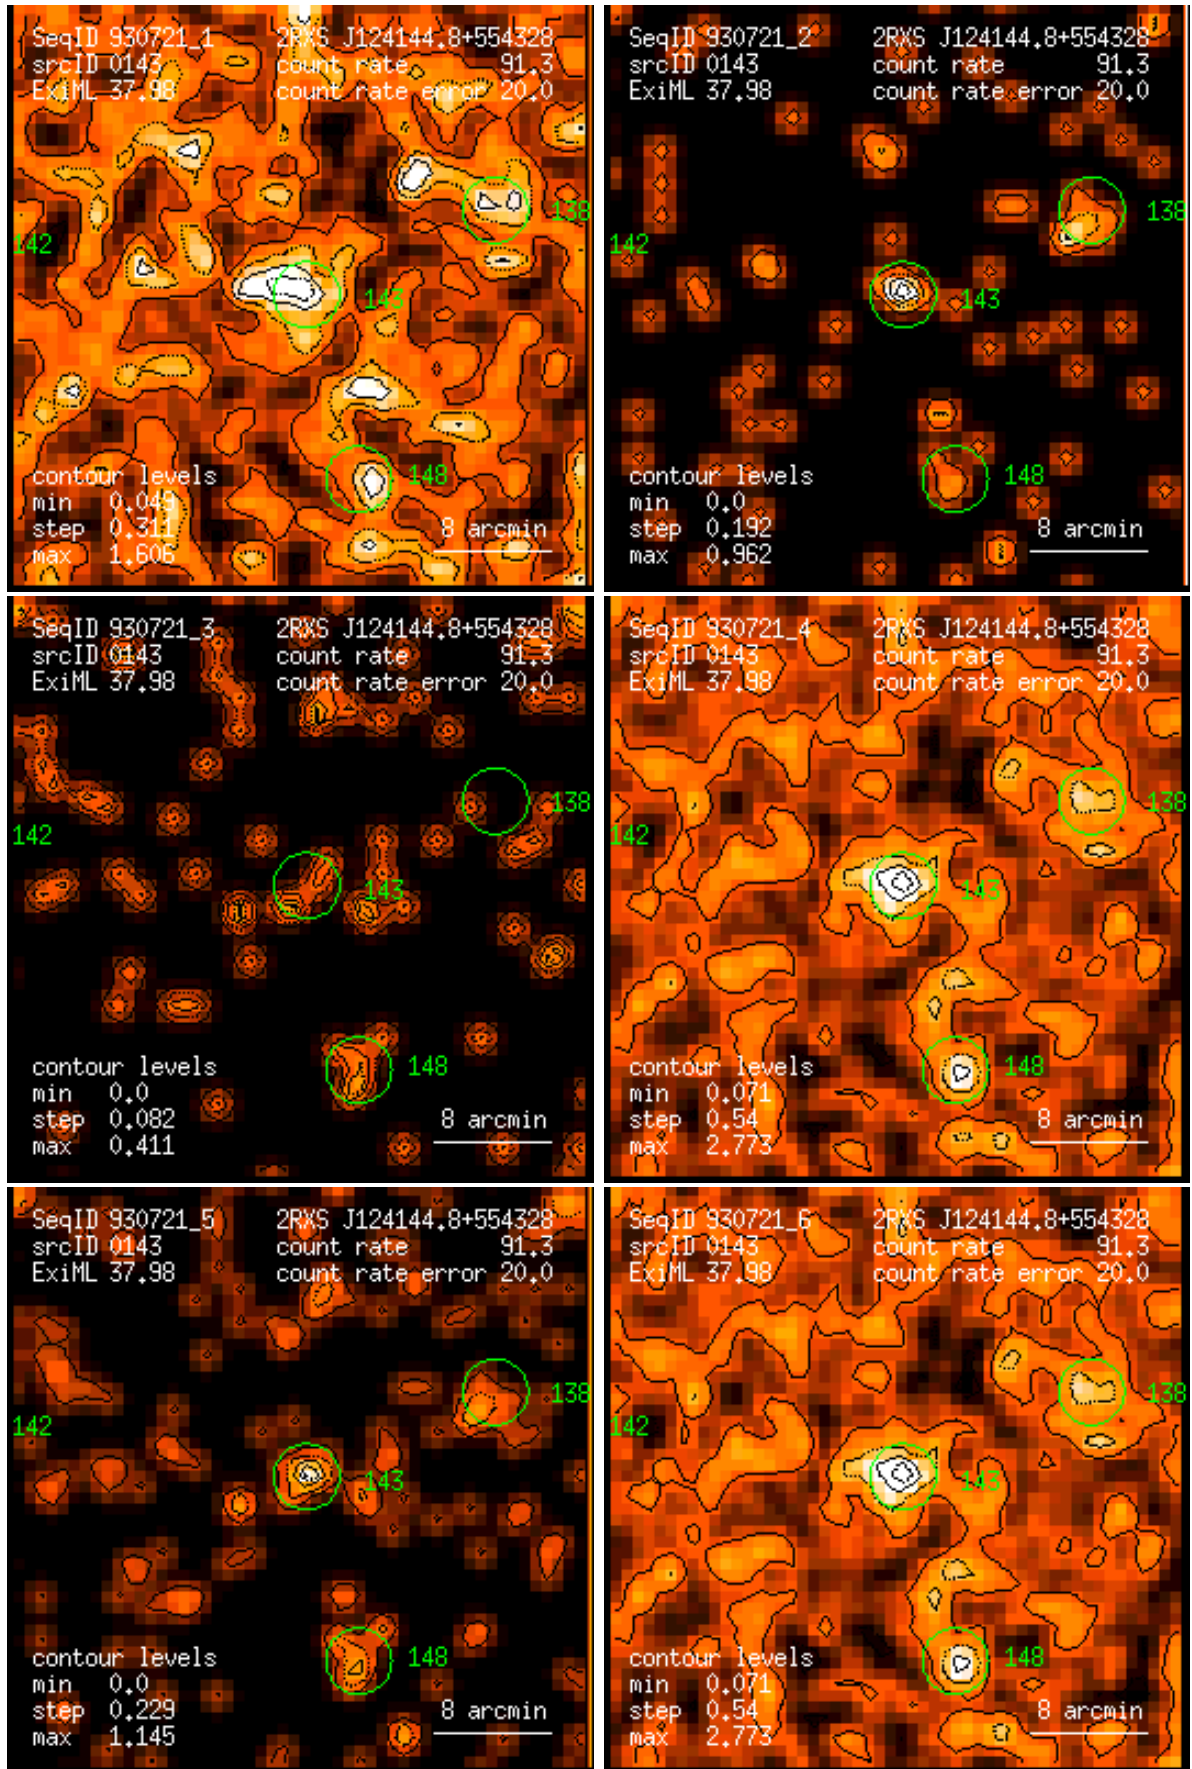 SeqID 930721_1 2RXS J124144.8+554328
srcID 0143 count rate 91.3
ExiML 37.98 count rate error 20.0
138
142
143
148
contour levels
min 0.049
step 0.311
max 1.606
8 arcmin
SeqID 930721_2 2RXS J124144.8+554328
srcID 0143 count rate 91.3
ExiML 37.98 count rate error 20.0
138
142
143
148
contour levels
min 0.0
step 0.192
max 0.962
8 arcmin
SeqID 930721_3 2RXS J124144.8+554328
srcID 0143 count rate 91.3
ExiML 37.98 count rate error 20.0
138
142
143
148
contour levels
min 0.0
step 0.082
max 0.411
8 arcmin
SeqID 930721_4 2RXS J124144.8+554328
srcID 0143 count rate 91.3
ExiML 37.98 count rate error 20.0
138
142
143
148
contour levels
min 0.071
step 0.54
max 2.773
8 arcmin
SeqID 930721_5 2RXS J124144.8+554328
srcID 0143 count rate 91.3
ExiML 37.98 count rate error 20.0
138
142
143
148
contour levels
min 0.0
step 0.229
max 1.145
8 arcmin
SeqID 930721_6 2RXS J124144.8+554328
srcID 0143 count rate 91.3
ExiML 37.98 count rate error 20.0
138
142
143
148
contour levels
min 0.071
step 0.54
max 2.773
8 arcmin